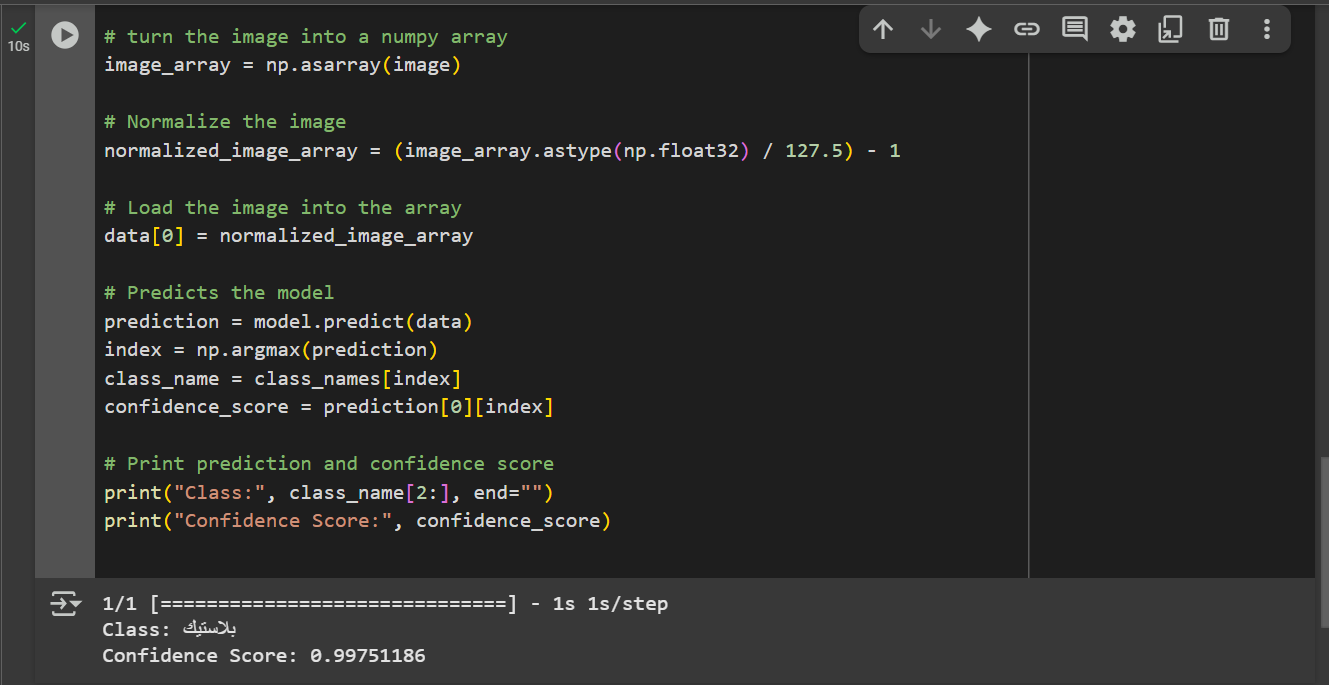 10s
# turn the image into a numpy array
image_array = np.asarray(image)
# Normalize the image
normalized_image_array = (image_array.astype(np.float32) / 127.5) - 1
# Load the image into the array
data[0] = normalized_image_array
# Predicts the model
prediction = model.predict(data)
index = np.argmax(prediction)
class_name = class_names[index]
confidence_score = prediction[0][index]
# Print prediction and confidence score
print("Class:", class_name[2:], end="")
print("Confidence Score:", confidence_score)
1/1 [==============================] - 1s 1s/step
Class: بلاستيك
Confidence Score: 0.99751186